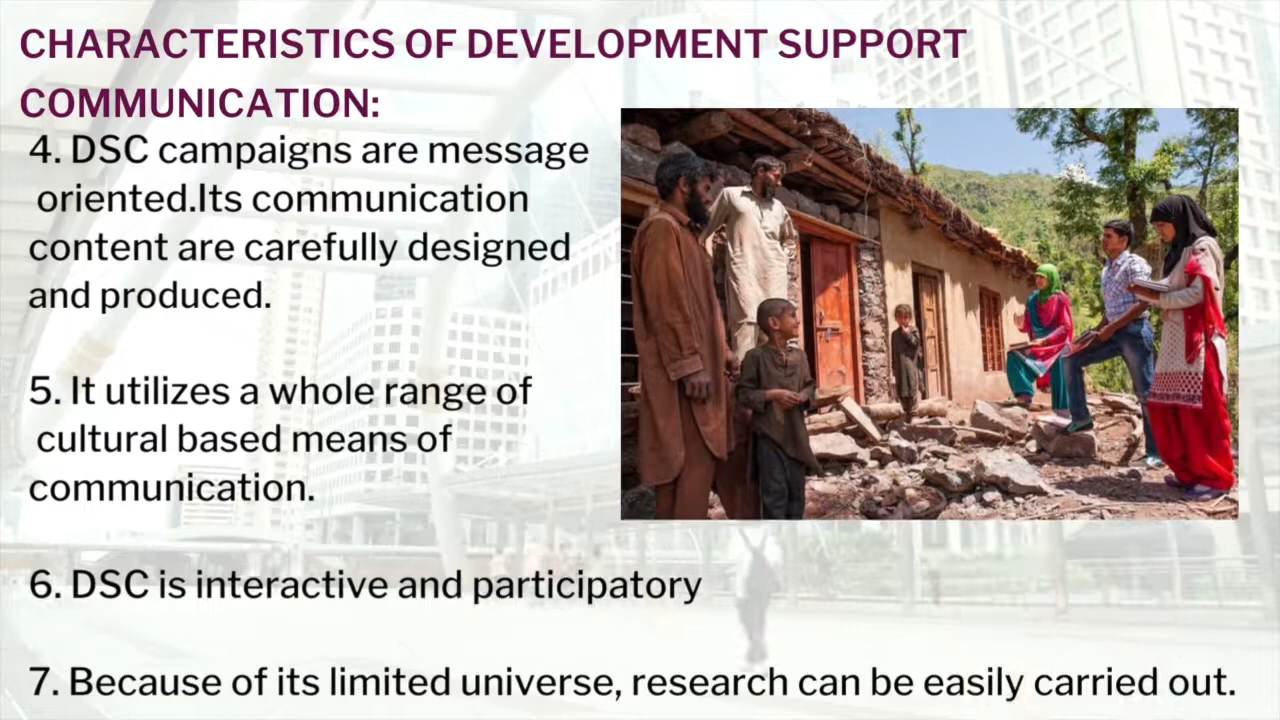 CHARACTERISTICS OF DEVELOPMENT SUPPORT
COMMUNICATION:
4. DSC campaigns are message
oriented.Its communication
content are carefully designed
and produced.
5. It utilizes a whole range of
cultural based means of
communication.
6. DSC is interactive and participatory
7. Because of its limited universe, research can be easily carried out.